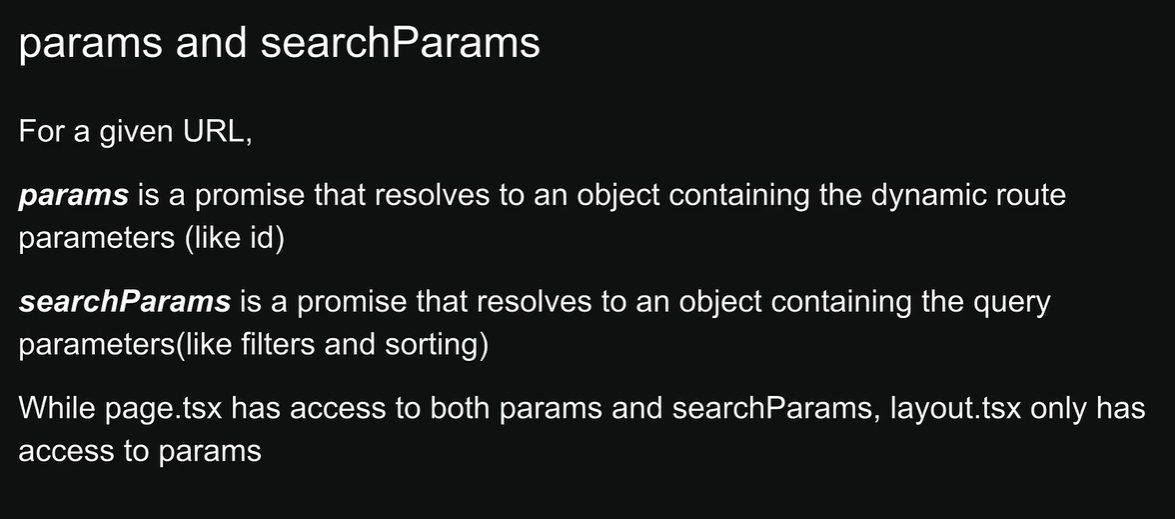 params and searchParams
For a given URL,
params is a promise that resolves to an object containing the dynamic route
parameters (like id)
searchParams is a promise that resolves to an object containing the query
parameters(like filters and sorting)
While page.tsx has access to both params and searchParams, layout.tsx only has
access to params